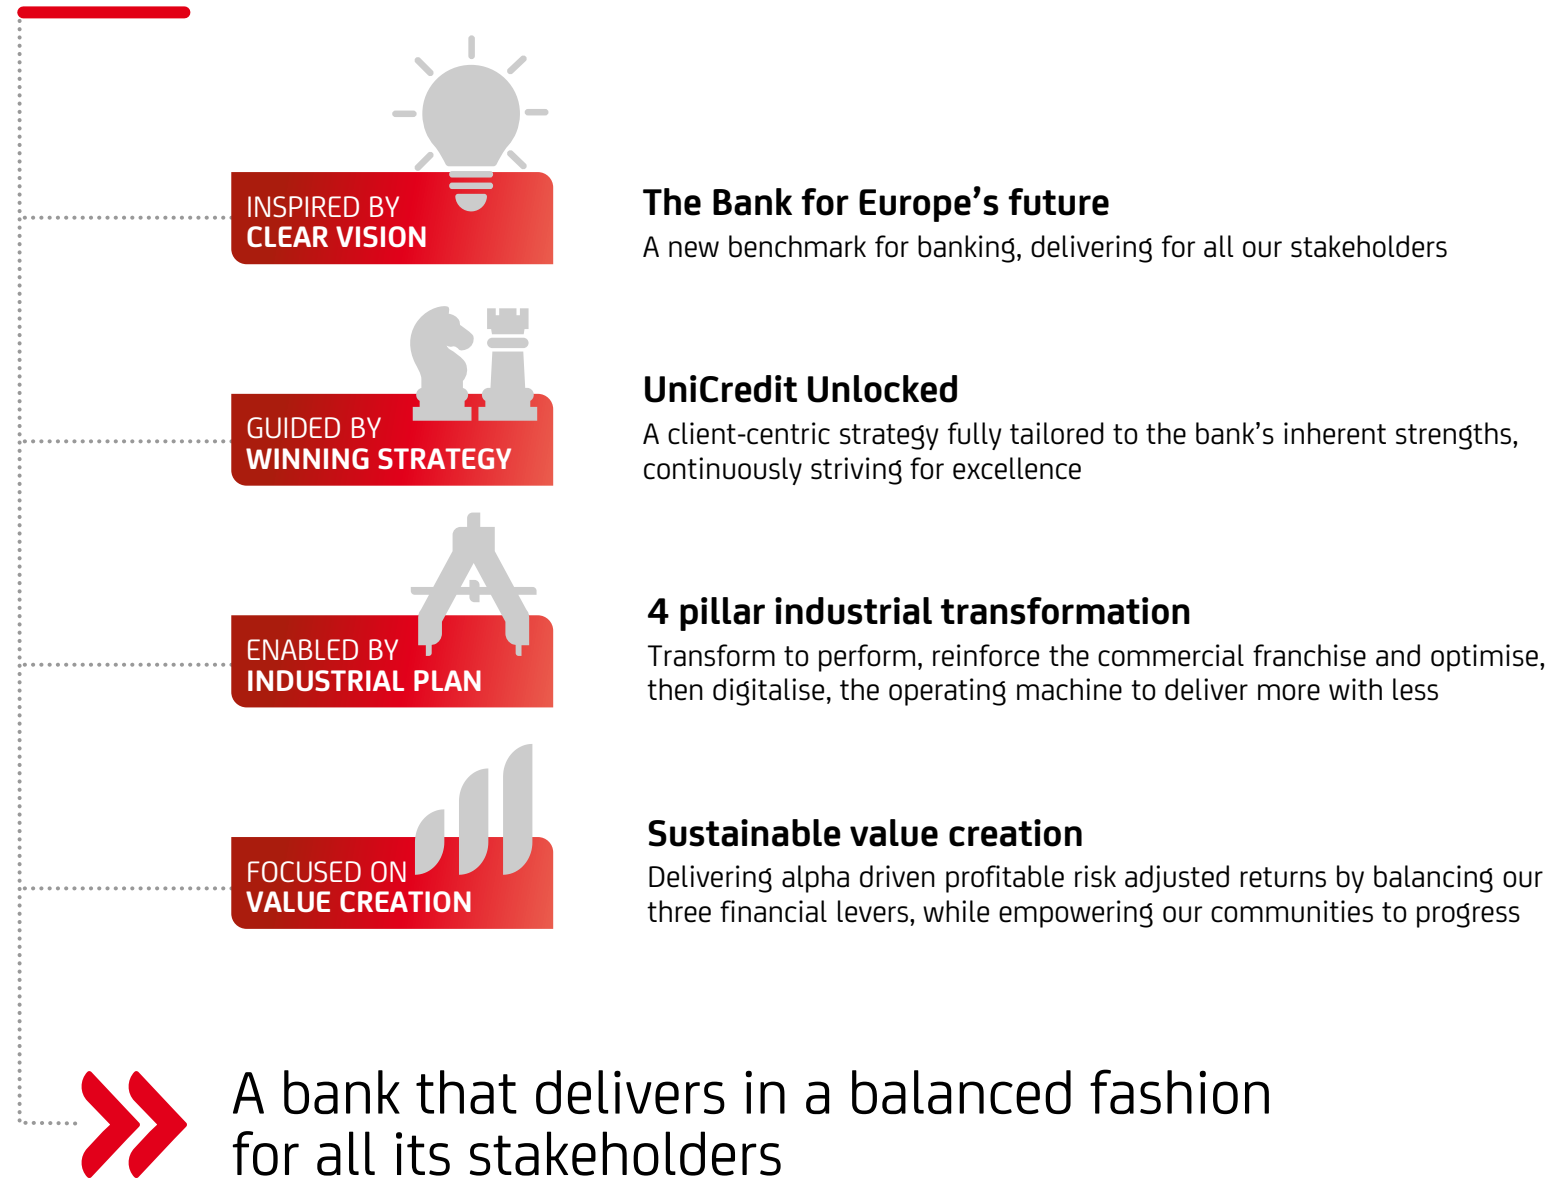 INSPIRED BY
CLEAR VISION
The Bank for Europe’s future
A new benchmark for banking, delivering for all our stakeholders
GUIDED BY
WINNING STRATEGY
UniCredit Unlocked
A client-centric strategy fully tailored to the bank’s inherent strengths,
continuously striving for excellence
ENABLED BY
INDUSTRIAL PLAN
4 pillar industrial transformation
Transform to perform, reinforce the commercial franchise and optimise,
then digitalise, the operating machine to deliver more with less
FOCUSED ON
VALUE CREATION
Sustainable value creation
Delivering alpha driven profitable risk adjusted returns by balancing our
three financial levers, while empowering our communities to progress
A bank that delivers in a balanced fashion
for all its stakeholders